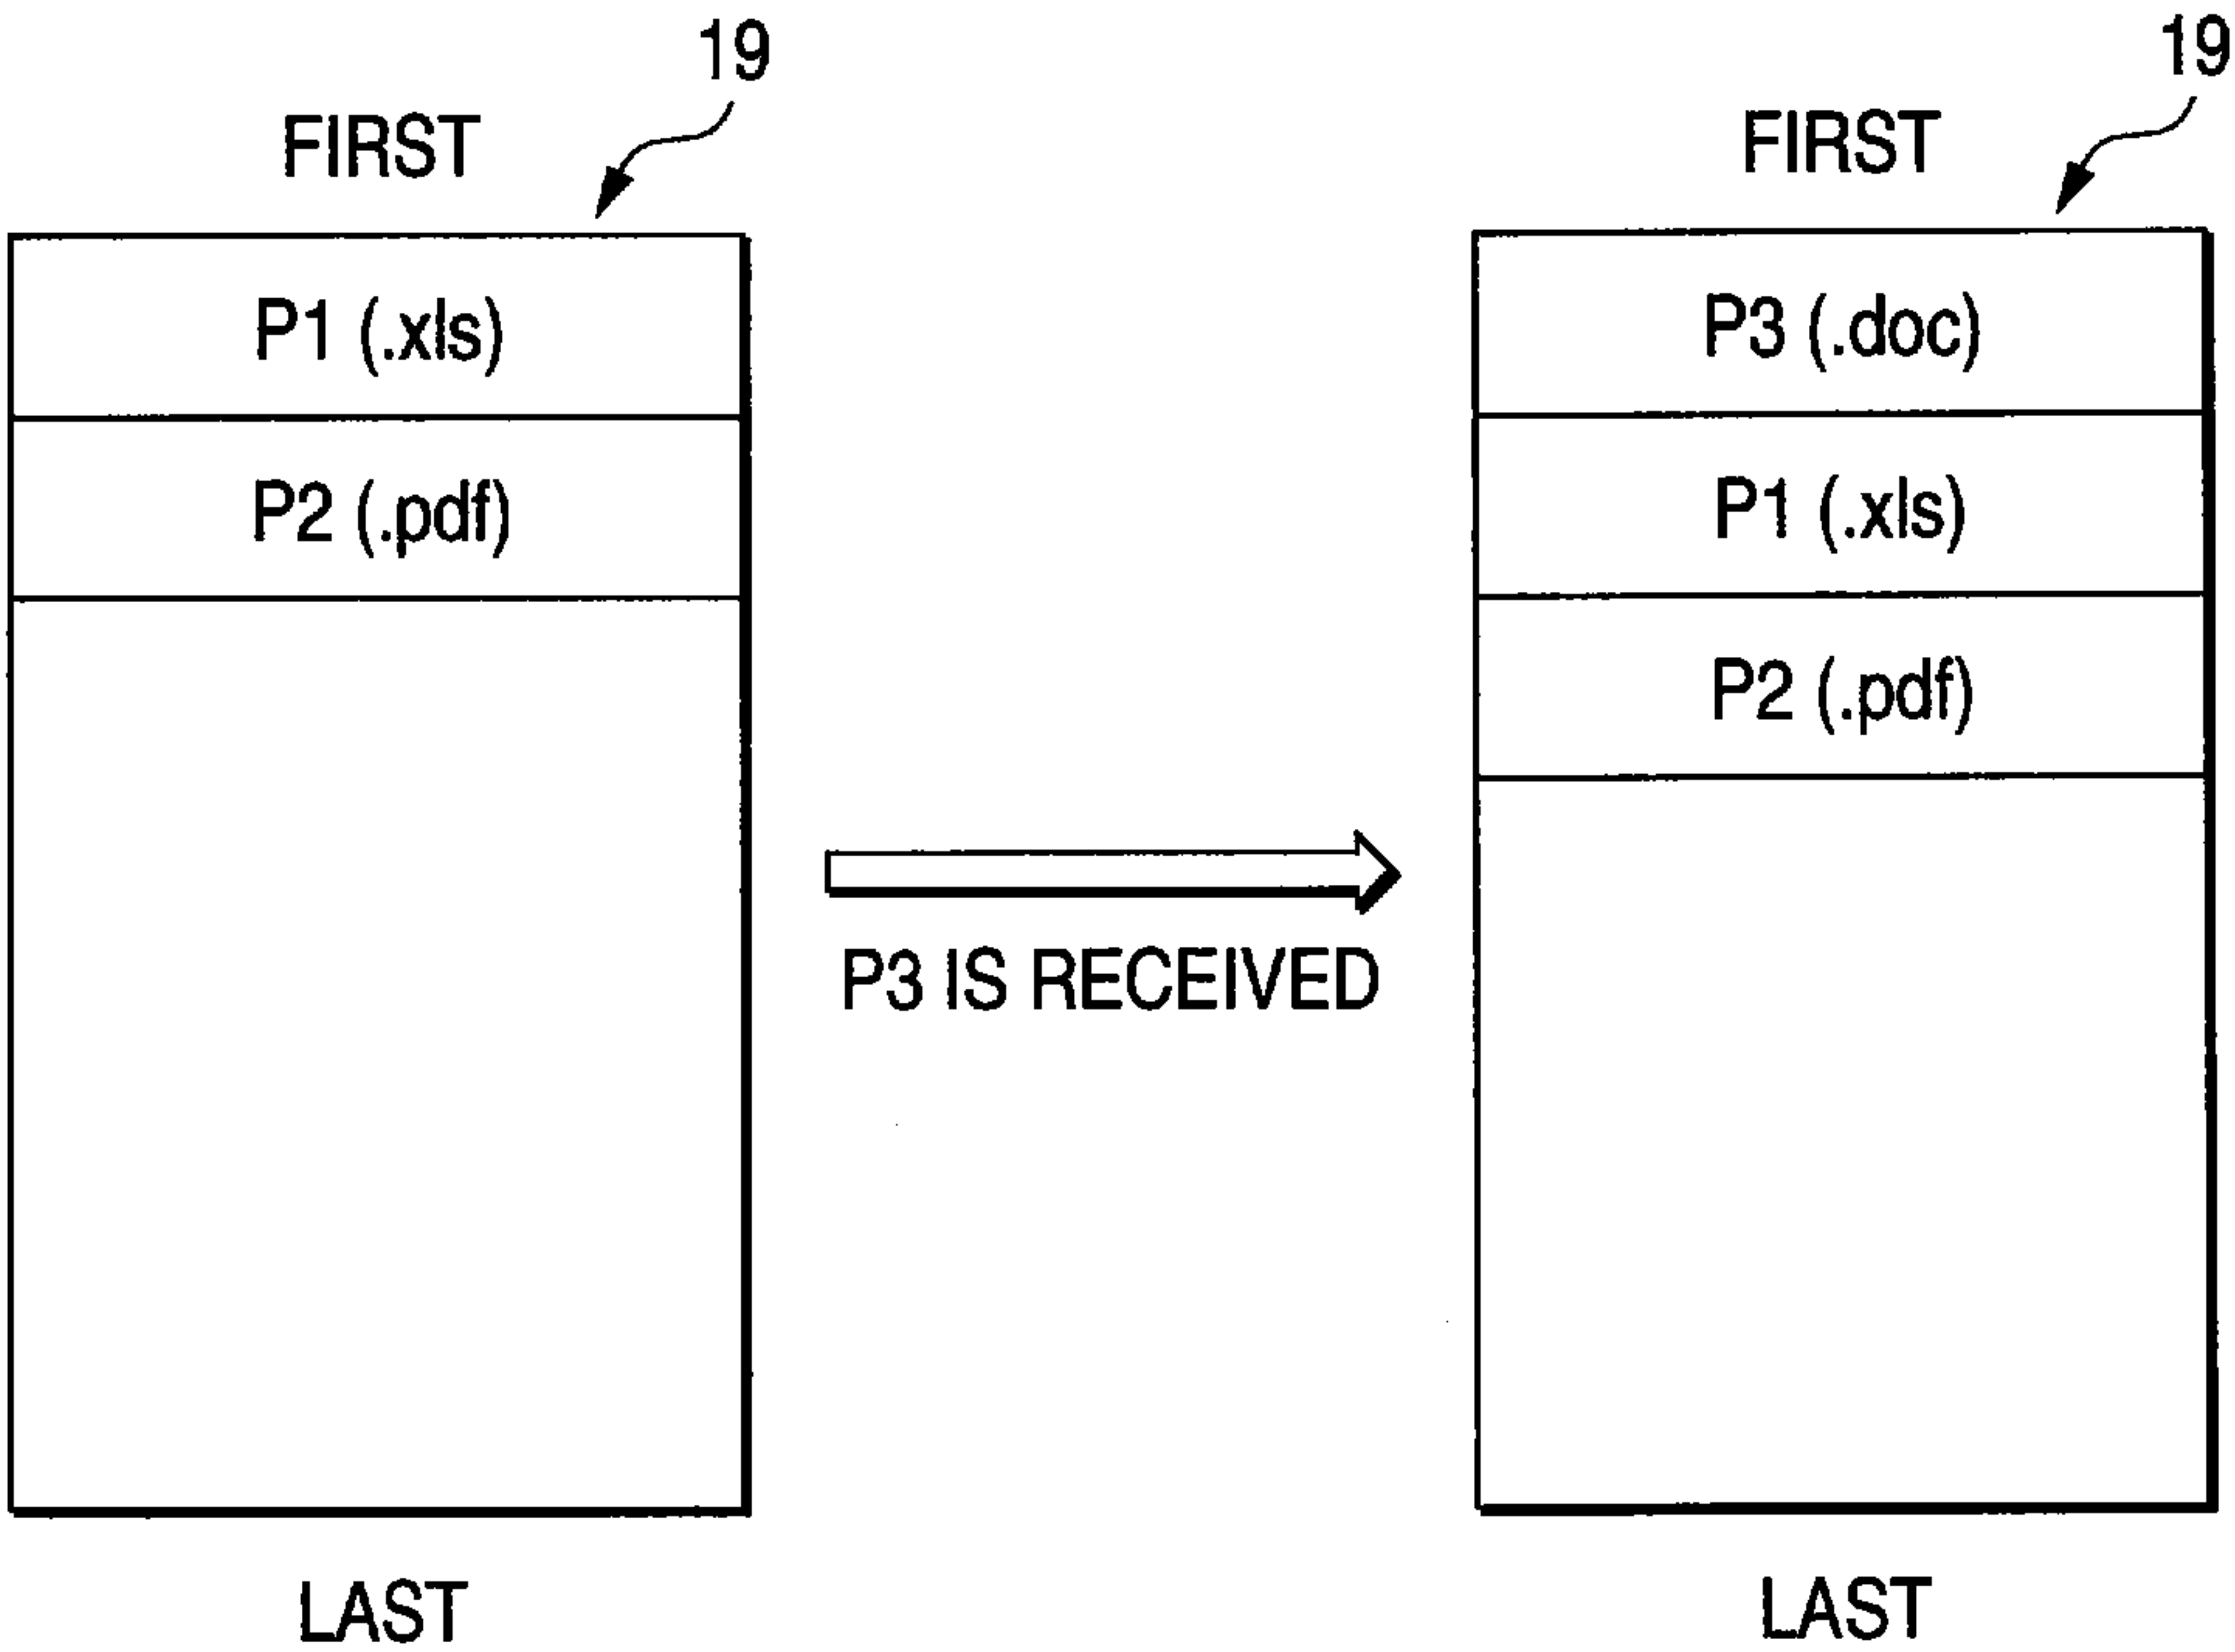 19
FIRST
P1 (.xls)
P2 (.pdf)
LAST
P3 IS RECEIVED
19
FIRST
P3 (.doc)
P1 (.xls)
P2 (.pdf)
LAST